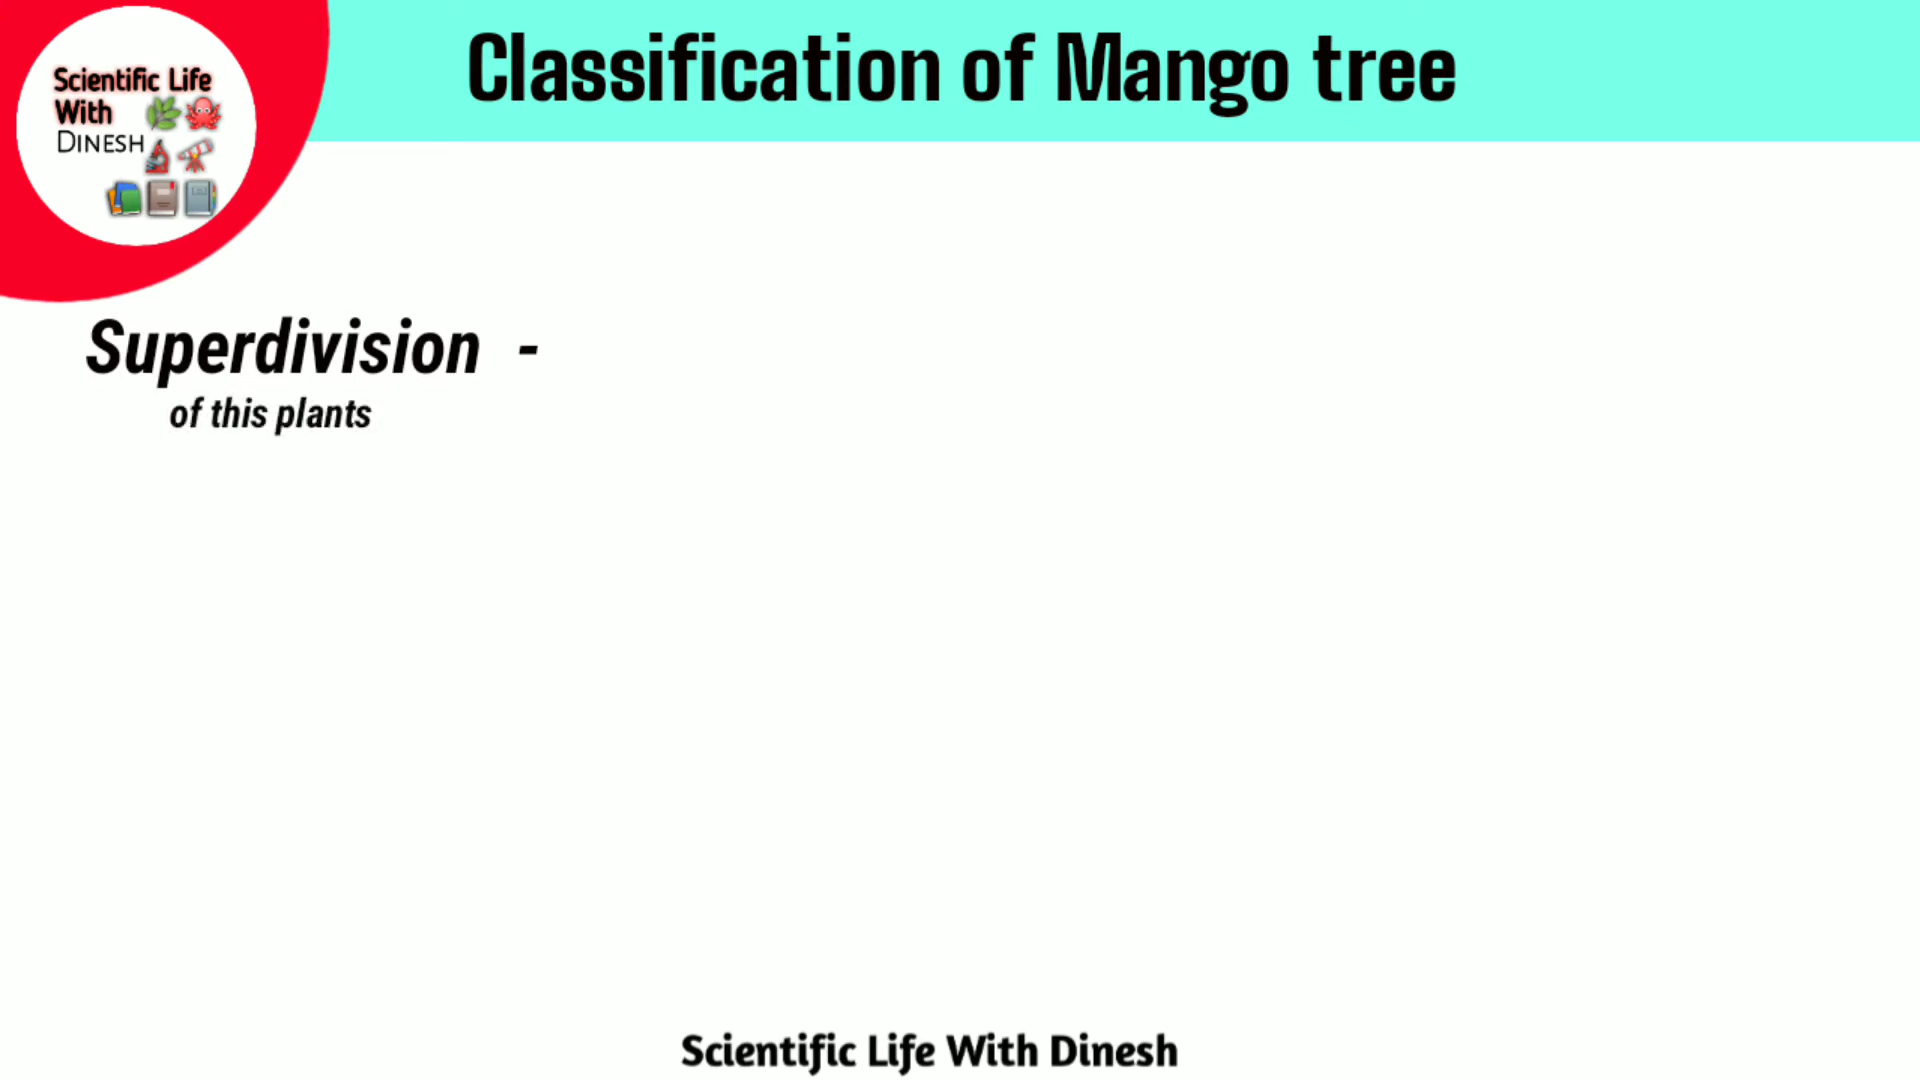 Scientific Life
With
DINESH
Classification of Mango tree
Superdivision -
of this plants
Scientific Life With Dinesh